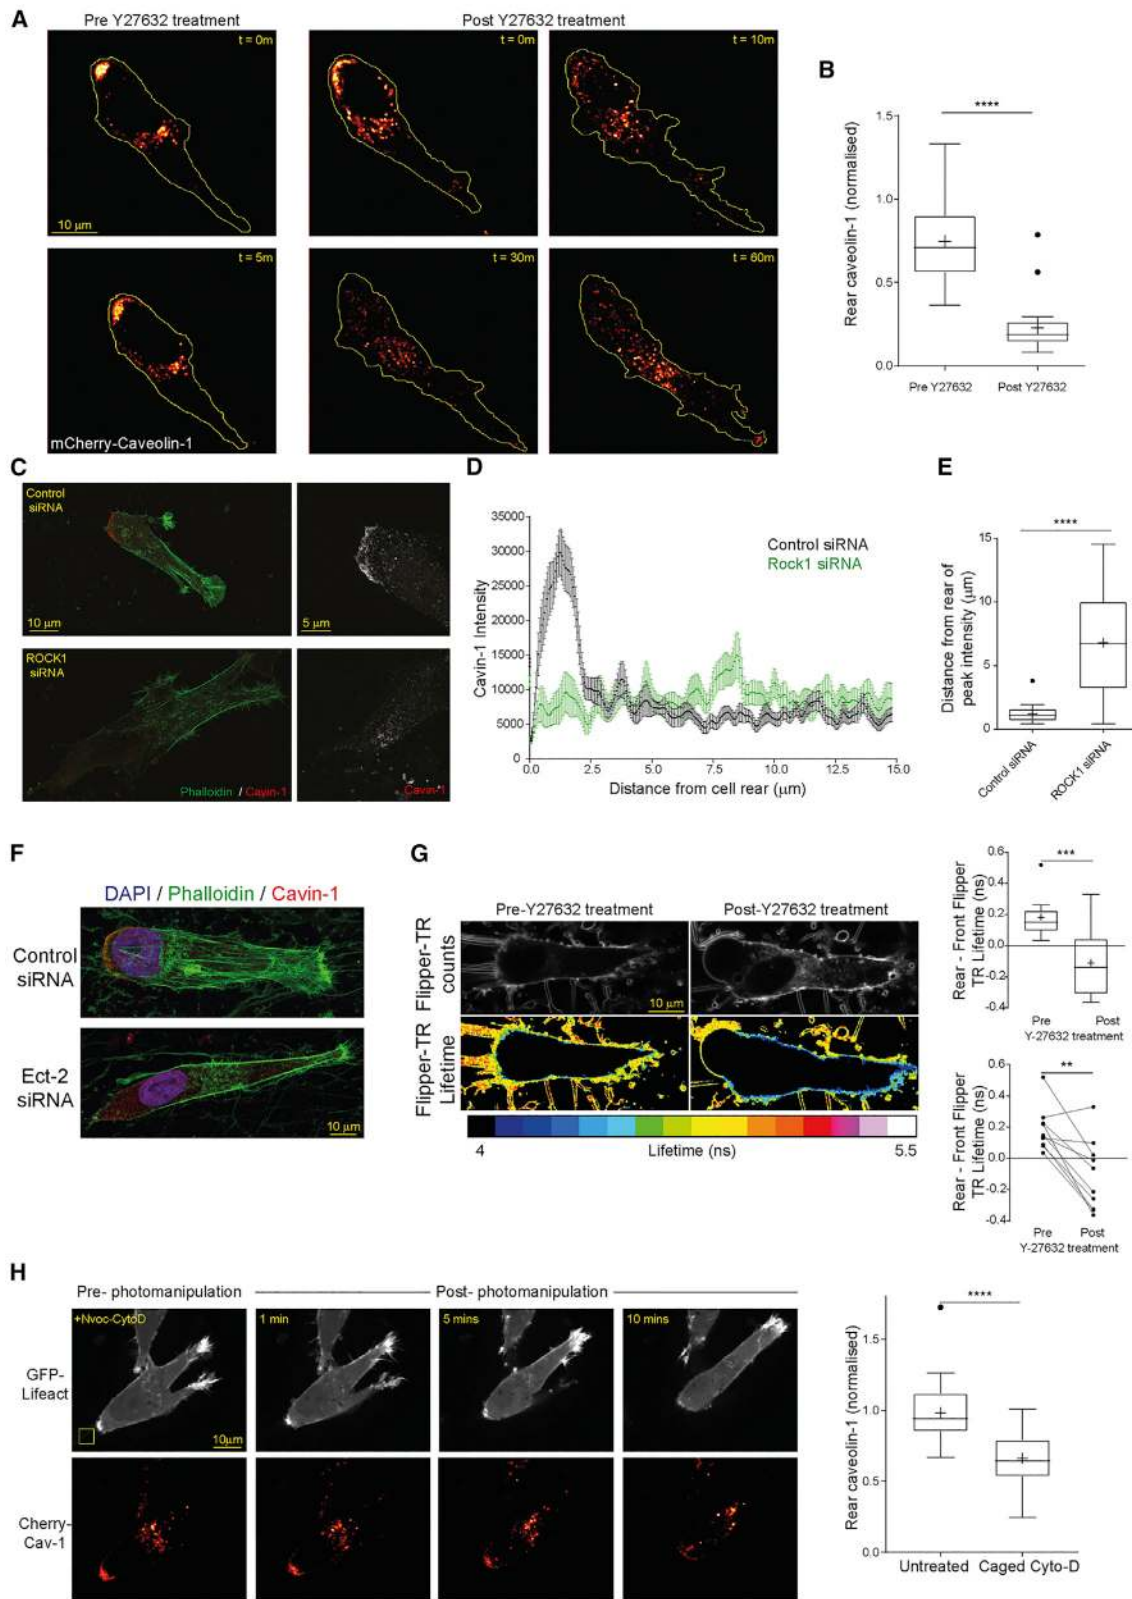 A
Pre Y27632 treatment
Post Y27632 treatment
t = 0m
t = 0m
t = 10m
10 μm
t = 5m
t = 30m
t = 60m
mCherry-Caveolin-1
B
****
Rear caveolin-1 (normalised)
1.5
1.0
0.5
0.0
Pre Y27632
Post Y27632
C
Control
siRNA
10 μm
5 μm
ROCK1
siRNA
Phalloidin / Cavin-1
Cavin-1
D
Cavin-1 Intensity
35000
30000
25000
20000
15000
10000
5000
0
Control siRNA
Rock1 siRNA
0.0
2.5
5.0
7.5
10.0
12.5
15.0
Distance from cell rear (μm)
E
****
Distance from rear of
peak intensity (μm)
15
10
5
0
Control siRNA
ROCK1 siRNA
F
DAPI / Phalloidin / Cavin-1
Control
siRNA
Ect-2
siRNA
10 μm
G
Pre-Y27632 treatment
Post-Y27632 treatment
Flipper-TR
counts
10 μm
Flipper-TR
Lifetime
4
Lifetime (ns)
5.5
Rear - Front Flipper
TR Lifetime (ns)
0.6
0.4
0.2
0.0
-0.2
-0.4
***
Pre
Post
Y-27632 treatment
Rear - Front Flipper
TR Lifetime (ns)
0.6
0.4
0.2
0.0
-0.2
-0.4
**
Pre
Post
Y-27632 treatment
H
Pre- photomanipulation
Post- photomanipulation
+Nvoc-CytoD
1 min
5 mins
10 mins
GFP-
Lifeact
10μm
Cherry-
Cav-1
Rear caveolin-1 (normalised)
1.5
1.0
0.5
0.0
****
Untreated
Caged Cyto-D